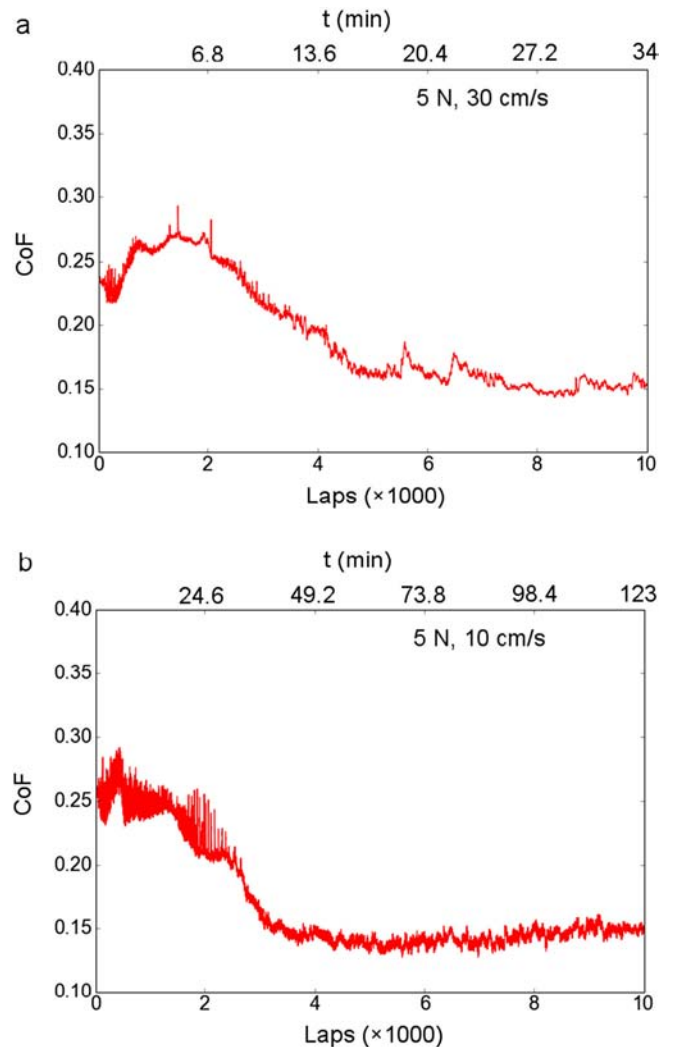 a
t (min)
6.8 13.6 20.4 27.2 34
0.40
5 N, 30 cm/s
0.35
0.30
CoF
0.25
0.20
0.15
0.10
0 2 4 6 8 10
Laps (×1000)
b
t (min)
24.6 49.2 73.8 98.4 123
0.40
5 N, 10 cm/s
0.35
0.30
CoF
0.25
0.20
0.15
0.10
0 2 4 6 8 10
Laps (×1000)